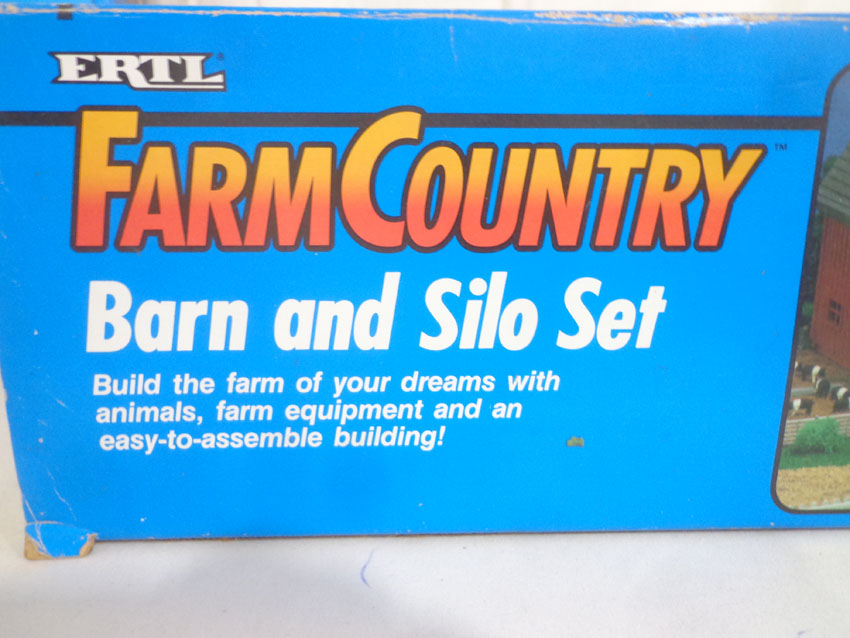 ERTL
FARM COUNTRY™
Barn and Silo Set
Build the farm of your dreams with
animals, farm equipment and an
easy-to-assemble building!